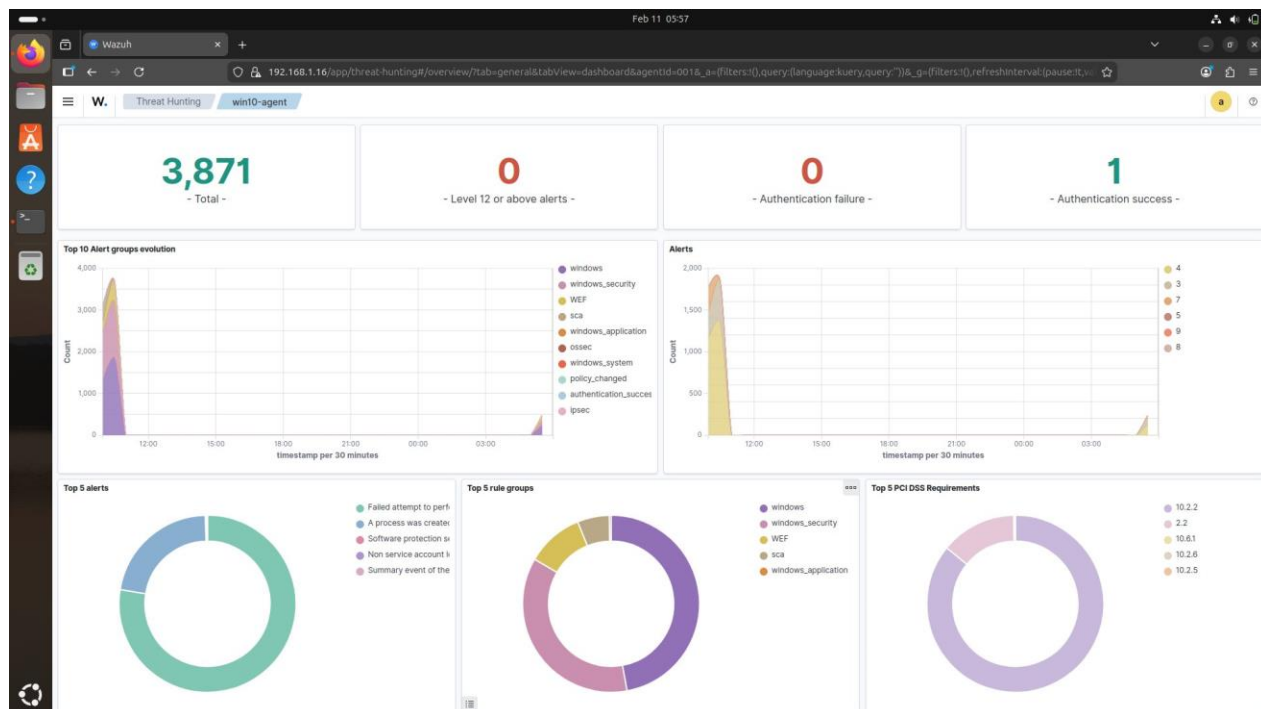 Feb 11 05:57
Wazuh
192.168.1.16/app/threat-hunting#/overview/?tab=general&tabView=dashboard&agentId=001&_a=(filters:!(),query:(language:kuery,query:''))&_g=(filters:!(),refreshInterval:(pause:!t,v
W. Threat Hunting win10-agent a
3,871
- Total -
0
- Level 12 or above alerts -
0
- Authentication failure -
1
- Authentication success -
Top 10 Alert groups evolution
4,000
3,000
2,000
1,000
0
Count
12:00 15:00 18:00 21:00 00:00 03:00
timestamp per 30 minutes
windows
windows_security
WEF
sca
windows_application
ossec
windows_system
policy_changed
authentication_succes
ipsec
Alerts
2,000
1,500
1,000
500
0
Count
12:00 15:00 18:00 21:00 00:00 03:00
timestamp per 30 minutes
4
3
7
5
9
8
Top 5 alerts
Failed attempt to perf
A process was created
Software protection s
Non service account l
Summary event of the
Top 5 rule groups
windows
windows_security
WEF
sca
windows_application
Top 5 PCI DSS Requirements
10.2.2
2.2
10.6.1
10.2.6
10.2.5